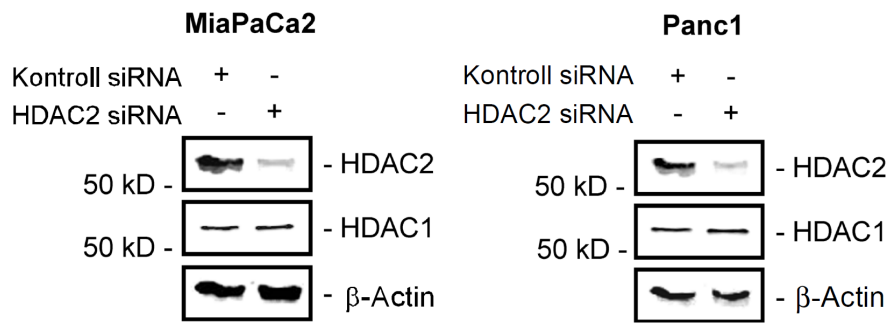 MiaPaCa2
Kontroll siRNA + -
HDAC2 siRNA - +
50 kD - - HDAC2
50 kD - - HDAC1
- β-Actin
Panc1
Kontroll siRNA + -
HDAC2 siRNA - +
50 kD - - HDAC2
50 kD - - HDAC1
- β-Actin